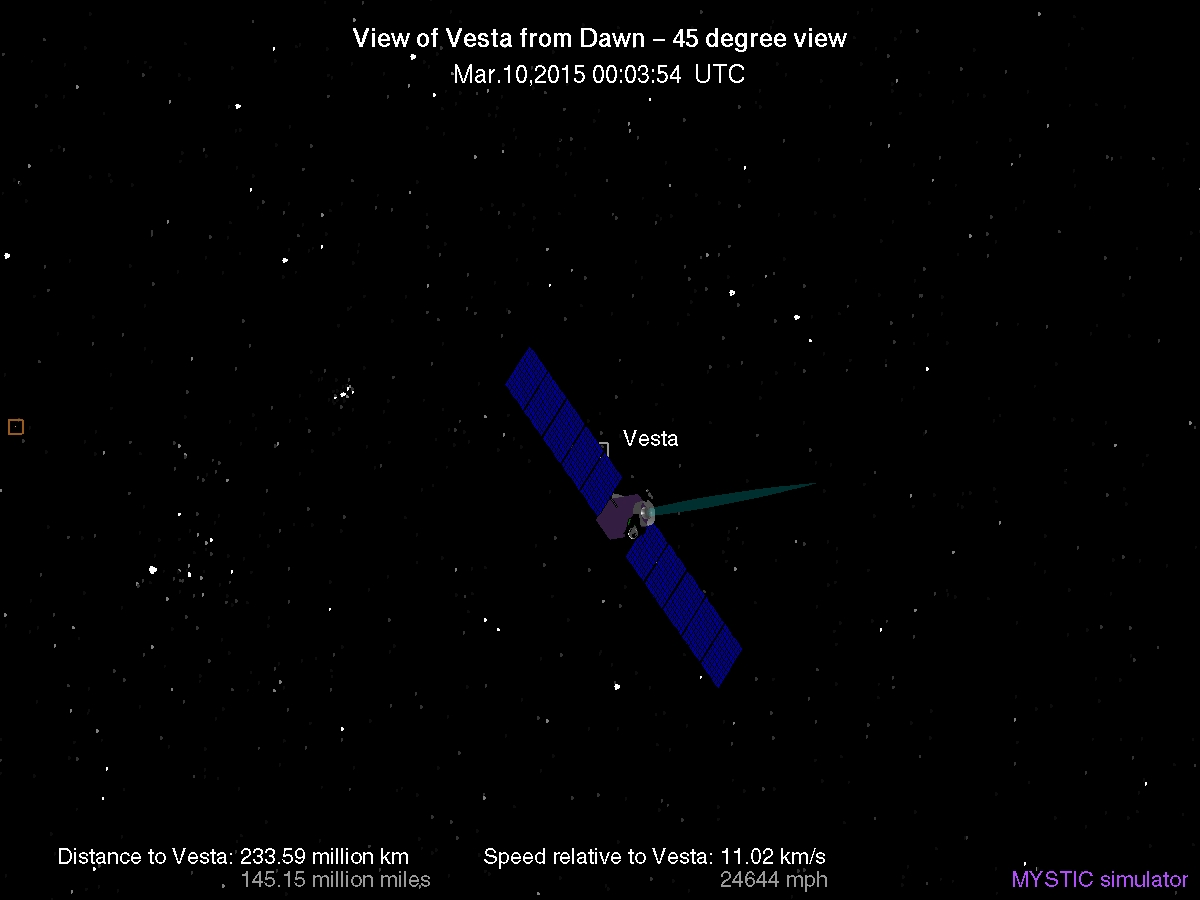 View of Vesta from Dawn – 45 degree view
Mar.10,2015 00:03:54 UTC
Vesta
Distance to Vesta: 233.59 million km
145.15 million miles
Speed relative to Vesta: 11.02 km/s
24644 mph
MYSTIC simulator